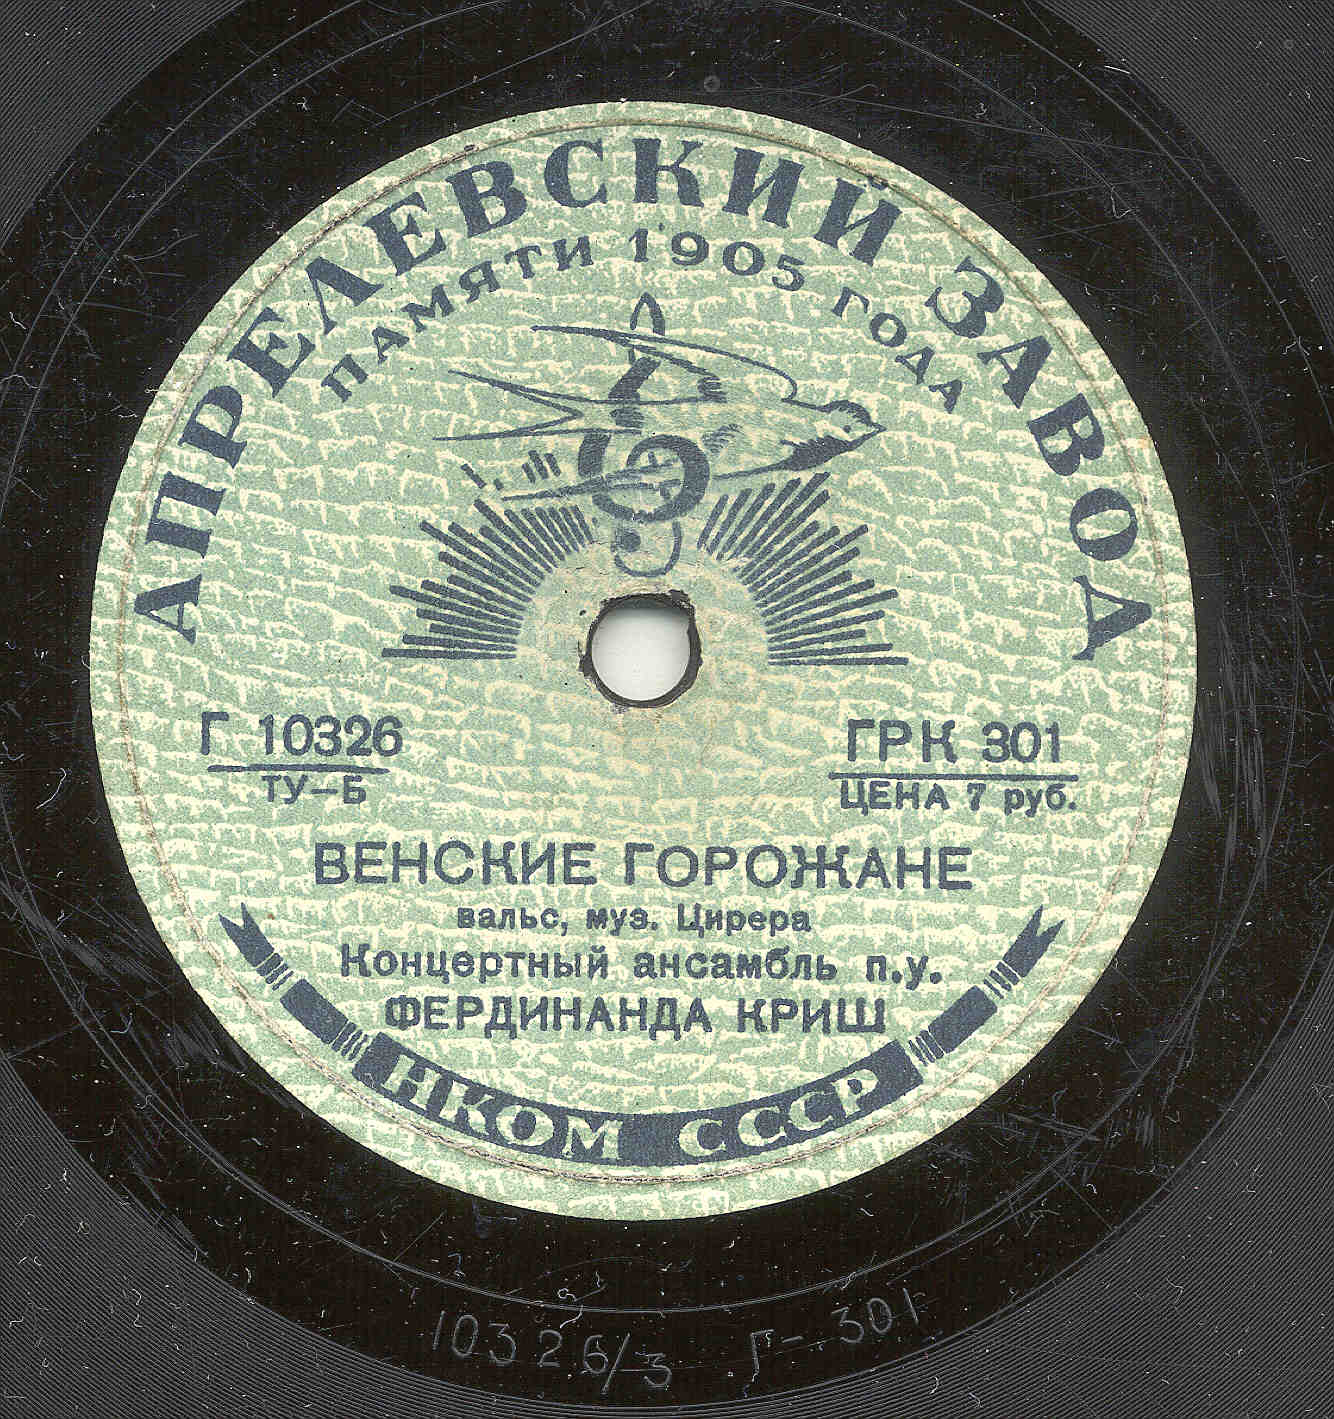 АПРЕЛЕВСКИЙ ЗАВОД
ПАМЯТИ 1905 ГОДА
Г 10326
ТУ–Б
ГРК 301
ЦЕНА 7 руб.
ВЕНСКИЕ ГОРОЖАНЕ
вальс, муз. Цирера
Концертный ансамбль п.у.
ФЕРДИНАНДА КРИШ
НКОМ СССР
10326/3 Г-301